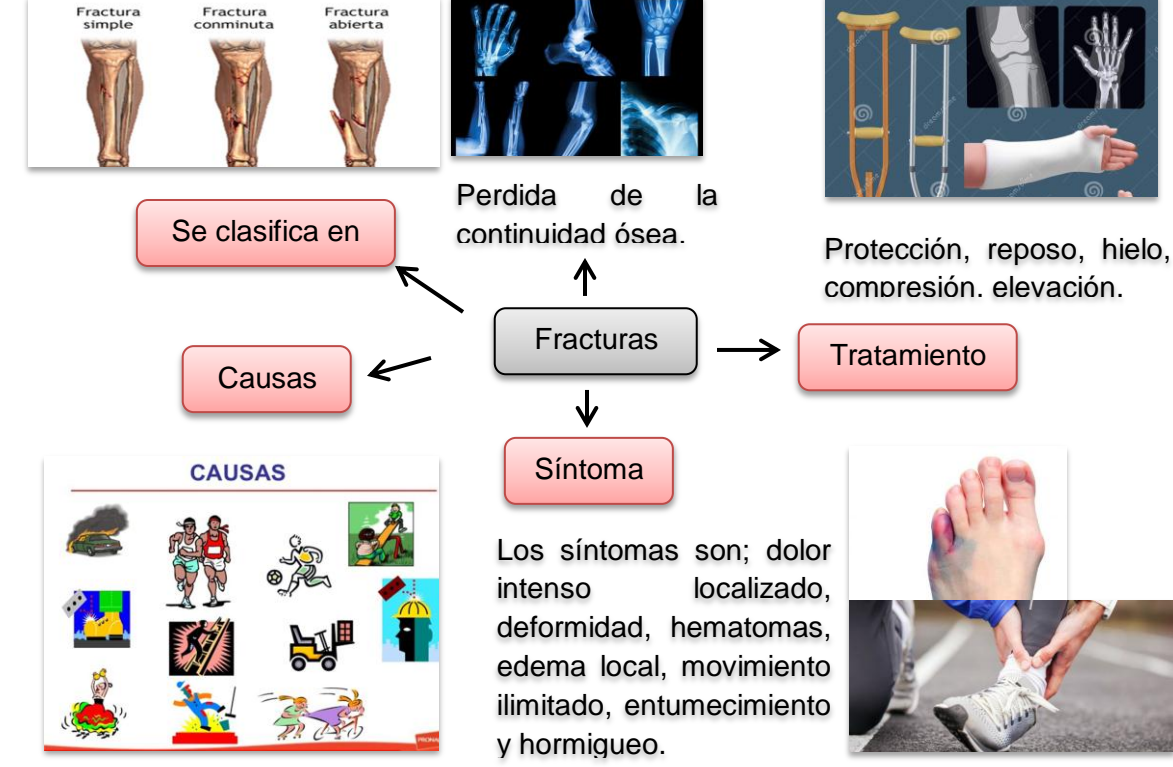 Fractura simple
Fractura conminuta
Fractura abierta
Perdida de la
continuidad ósea.
Se clasifica en
Protección, reposo, hielo,
compresión, elevación.
Fracturas
Tratamiento
Causas
Síntoma
CAUSAS
Los síntomas son; dolor
intenso localizado,
deformidad, hematomas,
edema local, movimiento
ilimitado, entumecimiento
y hormigueo.